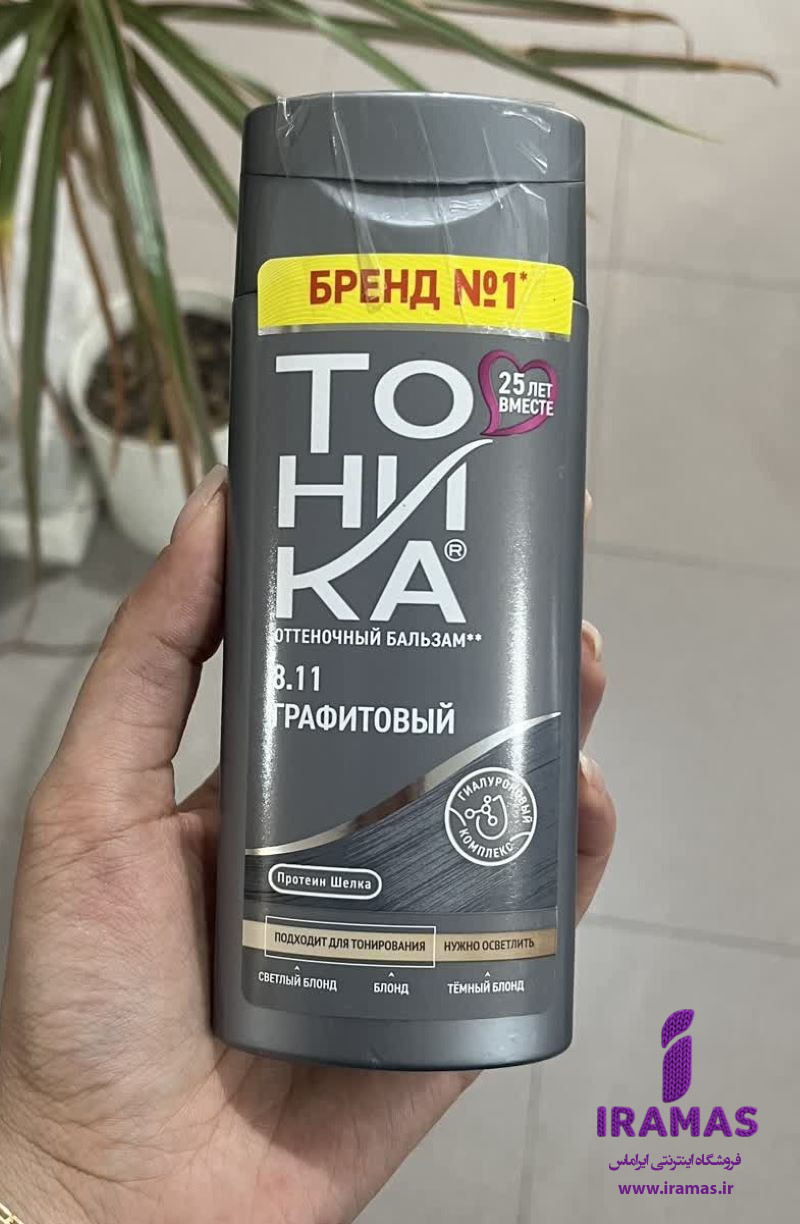 БРЕНД №1*
ТО
НИ
КА®
25 ЛЕТ
ВМЕСТЕ
ОТТЕНОЧНЫЙ БАЛЬЗАМ**
8.11
ГРАФИТОВЫЙ
ГИАЛУРОНОВЫЙ
КОМПЛЕКС
Протеин Шелка
ПОДХОДИТ ДЛЯ ТОНИРОВАНИЯ
НУЖНО ОСВЕТЛИТЬ
СВЕТЛЫЙ БЛОНД
БЛОНД
ТЁМНЫЙ БЛОНД
IRAMAS
فروشگاه اینترنتی ایراماس
www.iramas.ir